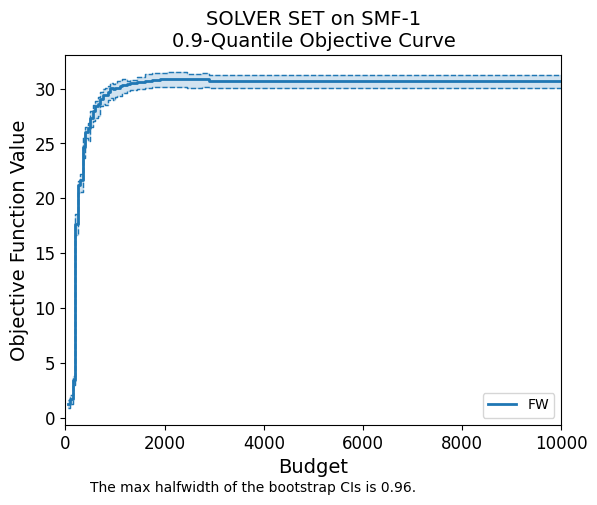 SOLVER SET on SMF-1
0.9-Quantile Objective Curve
Objective Function Value
30
25
20
15
10
5
0
FW
0 2000 4000 6000 8000 10000
Budget
The max halfwidth of the bootstrap CIs is 0.96.